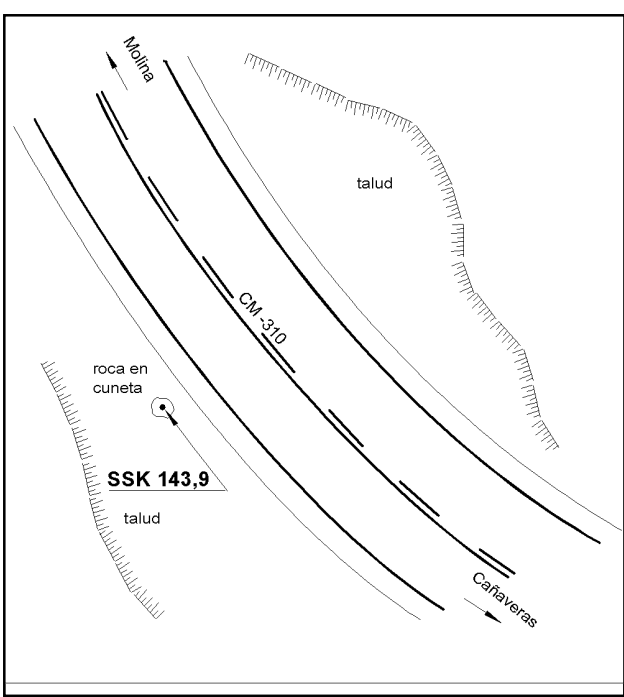 Molina
talud
CM -310
roca en
cuneta
SSK 143,9
talud
Cañaveras